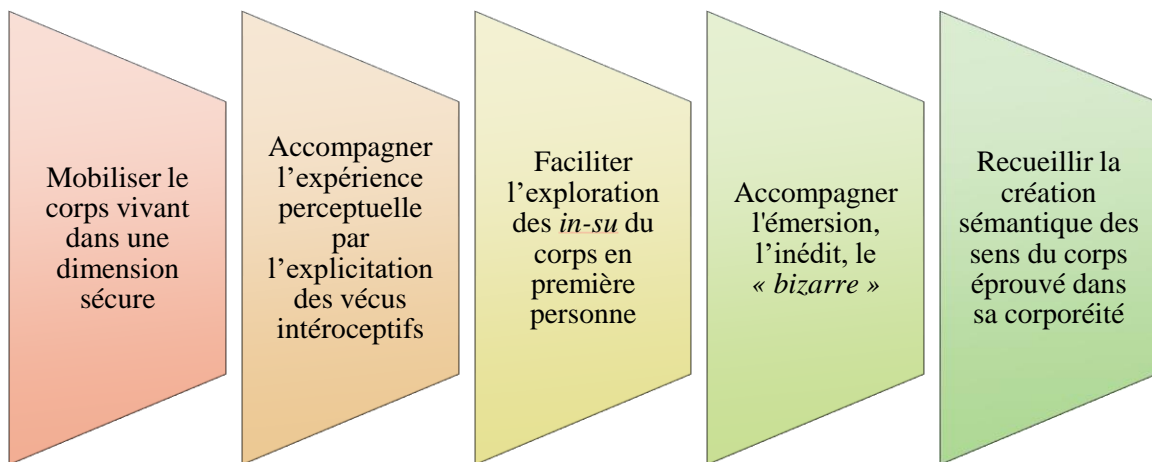 Mobiliser le
corps vivant
dans une
dimension
sécure
Accompagner
l’expérience
perceptuelle
par
l’explicitation
des vécus
intéroceptifs
Faciliter
l’exploration
des in-su du
corps en
première
personne
Accompagner
l'émersion,
l’inédit, le
« bizarre »
Recueillir la
création
sémantique des
sens du corps
éprouvé dans
sa corporéité